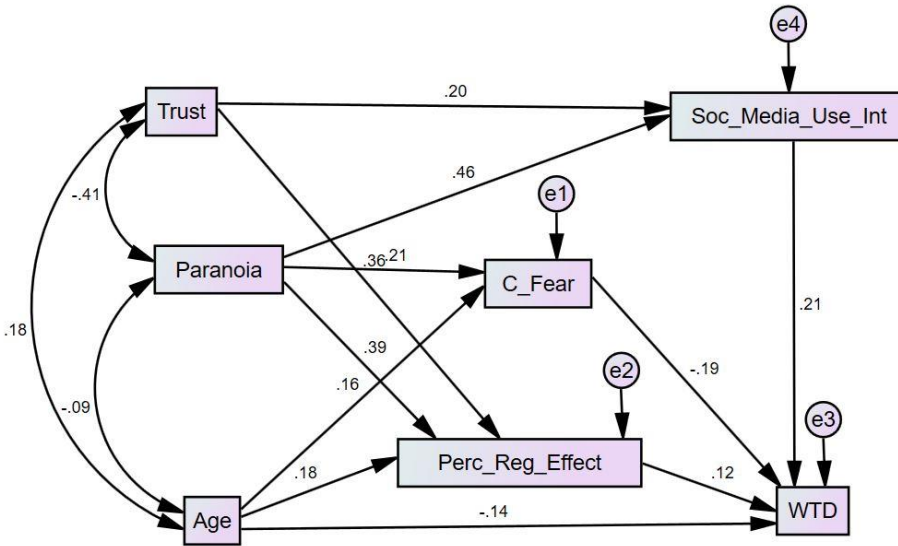 e4
.20
Trust
Soc_Media_Use_Int
.46
-.41
e1
Paranoia
.36
.21
C_Fear
.18
.21
.39
e2
-.19
.16
-.09
e3
Perc_Reg_Effect
.18
.12
Age
-.14
WTD